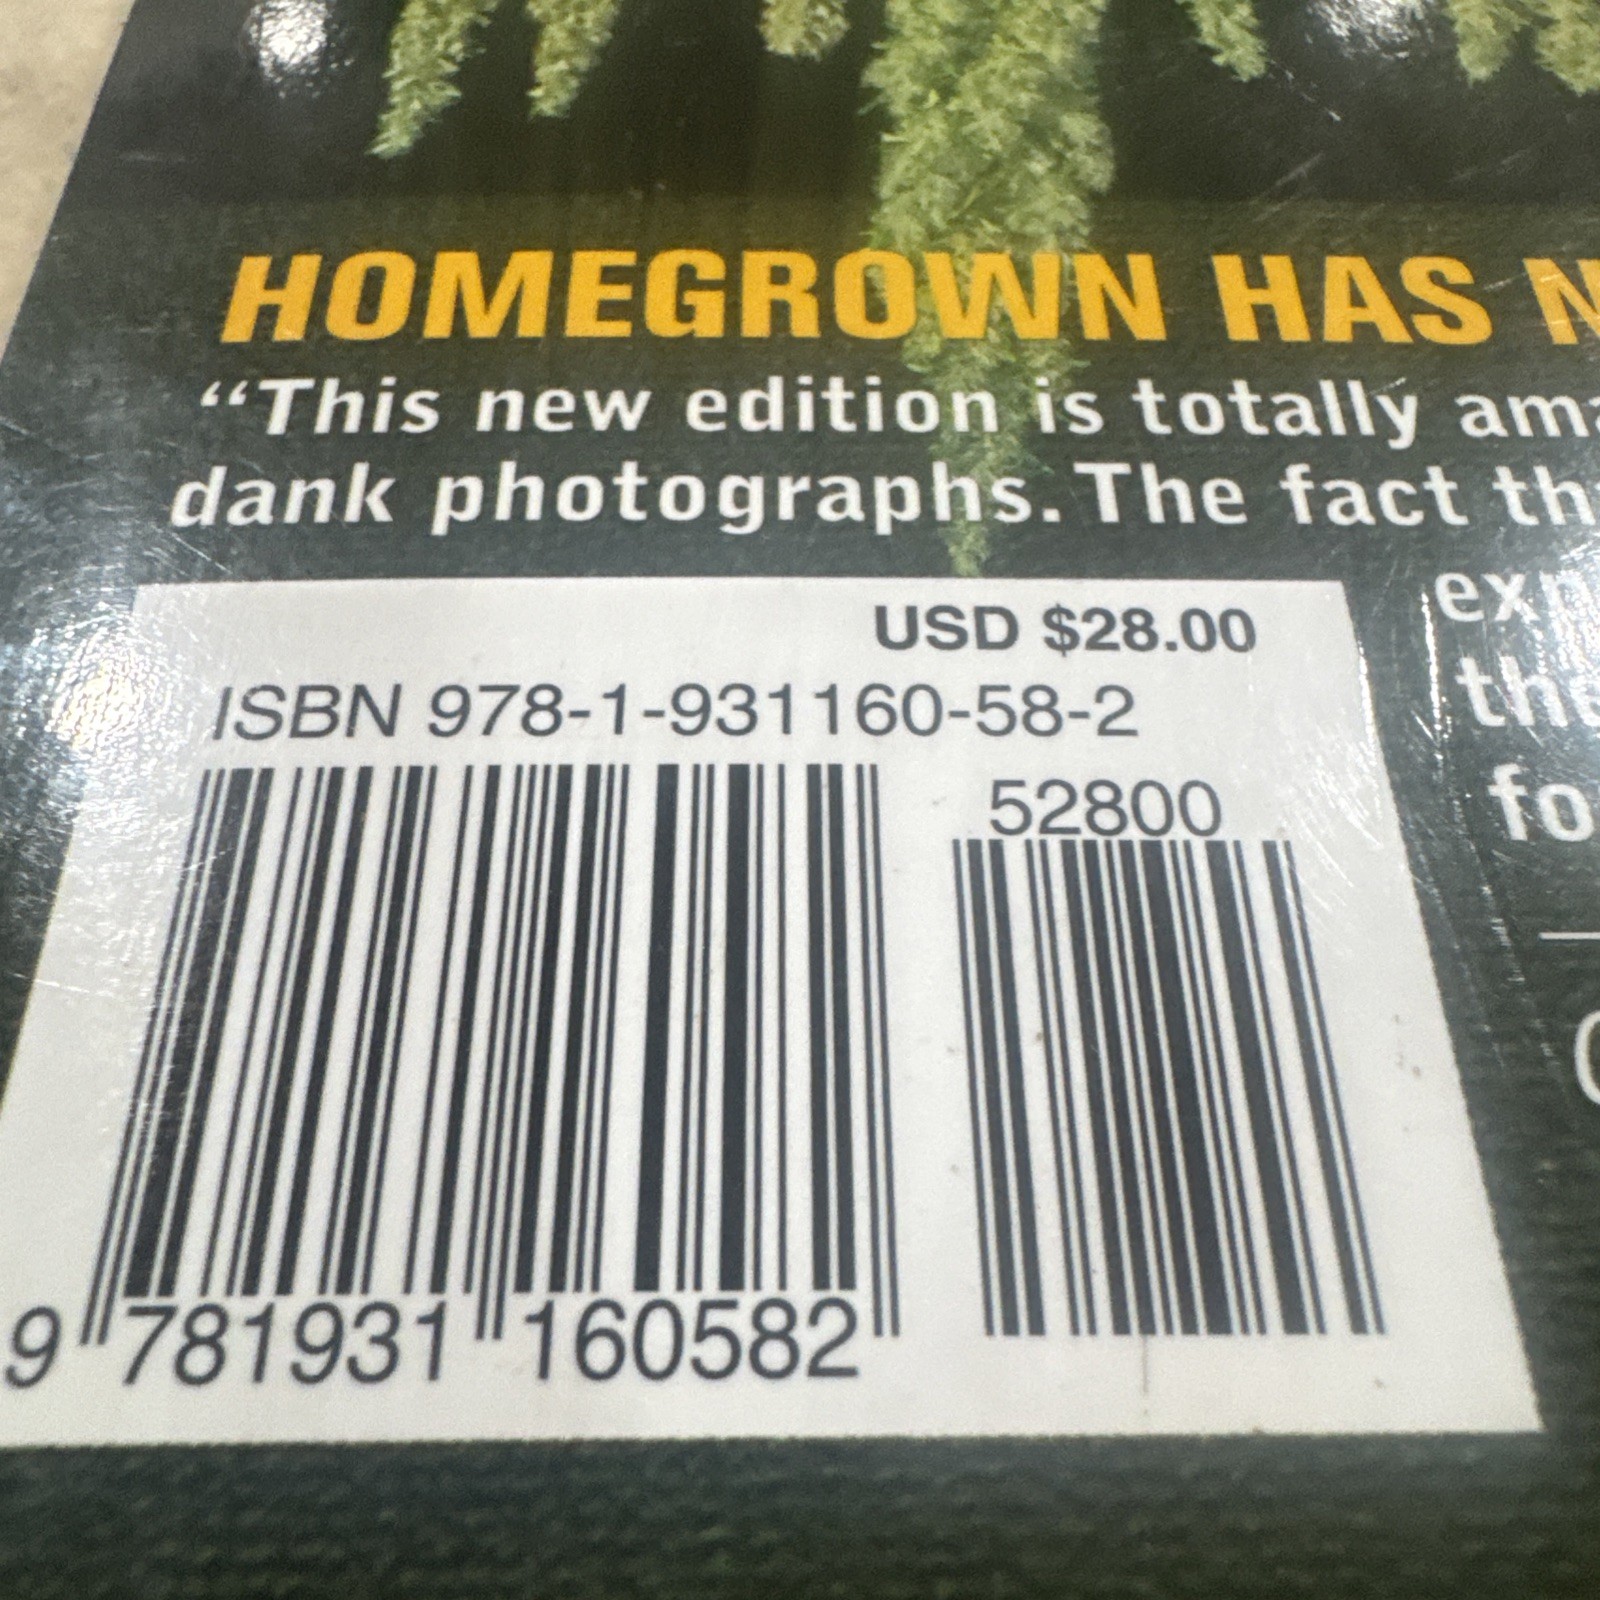 HOMEGROWN HAS
“This new edition is totally
dank photographs. The fact
USD $28.00
ISBN 978-1-931160-58-2
52800
9 781931 160582